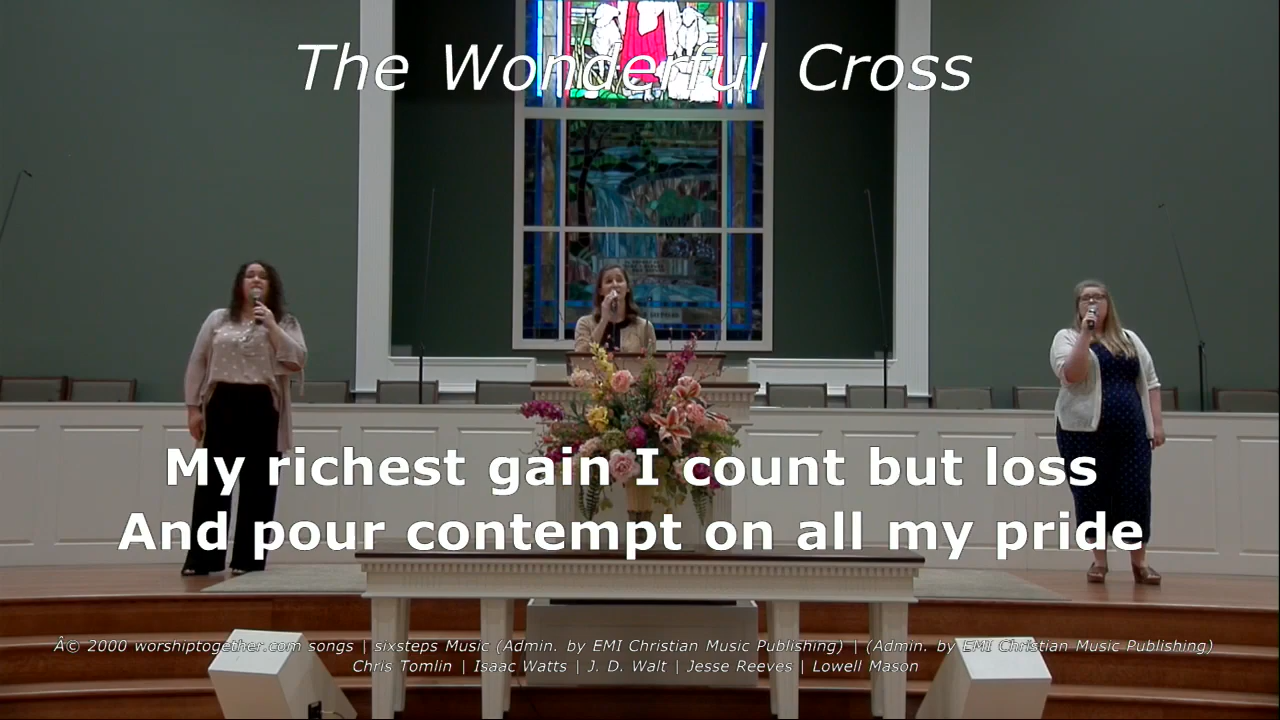 The Wonderful Cross
My richest gain I count but loss
And pour contempt on all my pride
Â© 2000 worshiptogether.com songs | sixsteps Music (Admin. by EMI Christian Music Publishing) | (Admin. by EMI Christian Music Publishing)
Chris Tomlin | Isaac Watts | J. D. Walt | Jesse Reeves | Lowell Mason